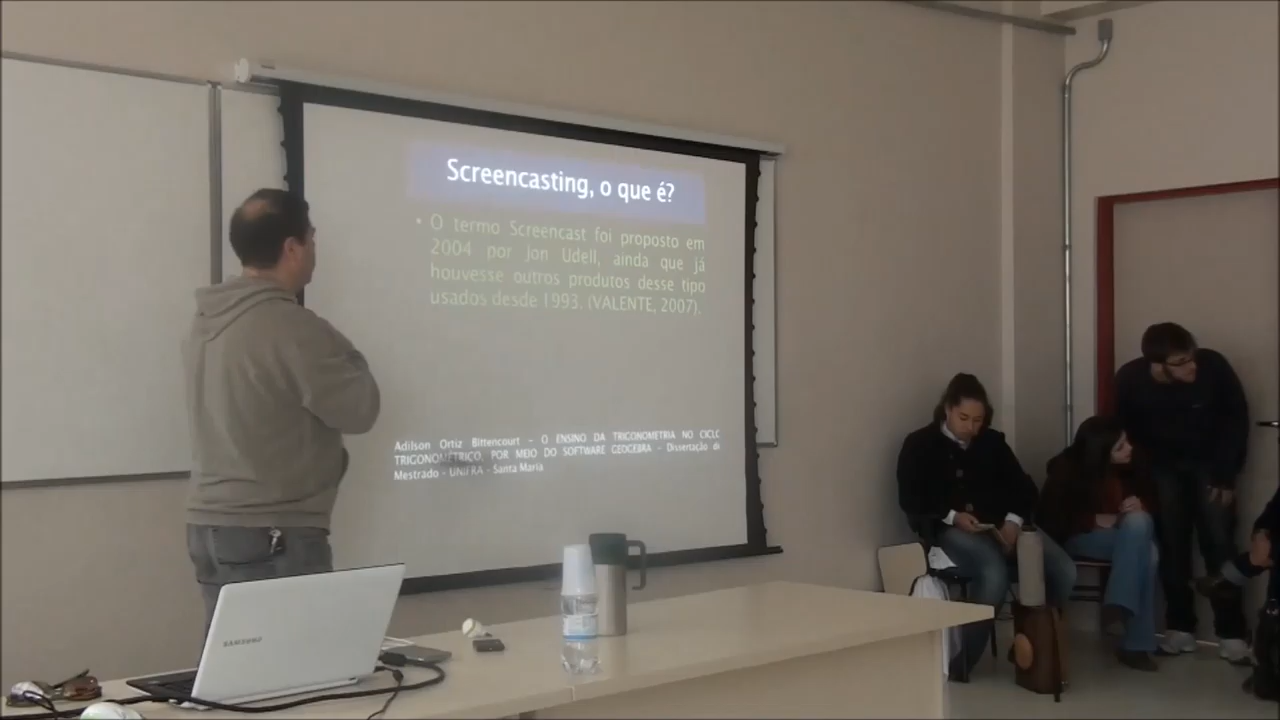 Screencasting, o que é?
• O termo Screencast foi proposto em
2004 por Jon Udell, ainda que já
houvesse outros produtos desse tipo
usados desde 1993. (VALENTE, 2007).
Adilson Ortiz Bittencourt - O ENSINO DA TRIGONOMETRIA NO CICLO
TRIGONOMÉTRICO, POR MEIO DO SOFTWARE GEOGEBRA - Dissertação de
Mestrado - UNIFRA - Santa Maria
SAMSUNG